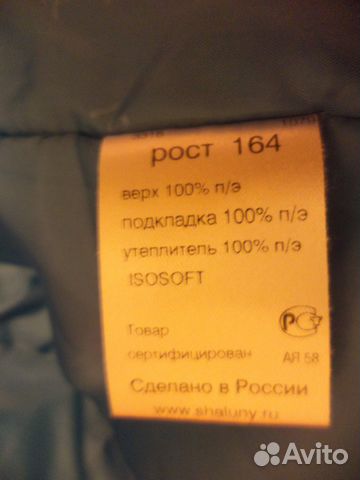 рост 164
верх 100% п/э
подкладка 100% п/э
утеплитель 100% п/э
ISOSOFT
Товар
сертифицирован АЯ 58
Сделано в России
www.shaluny.ru
Avito